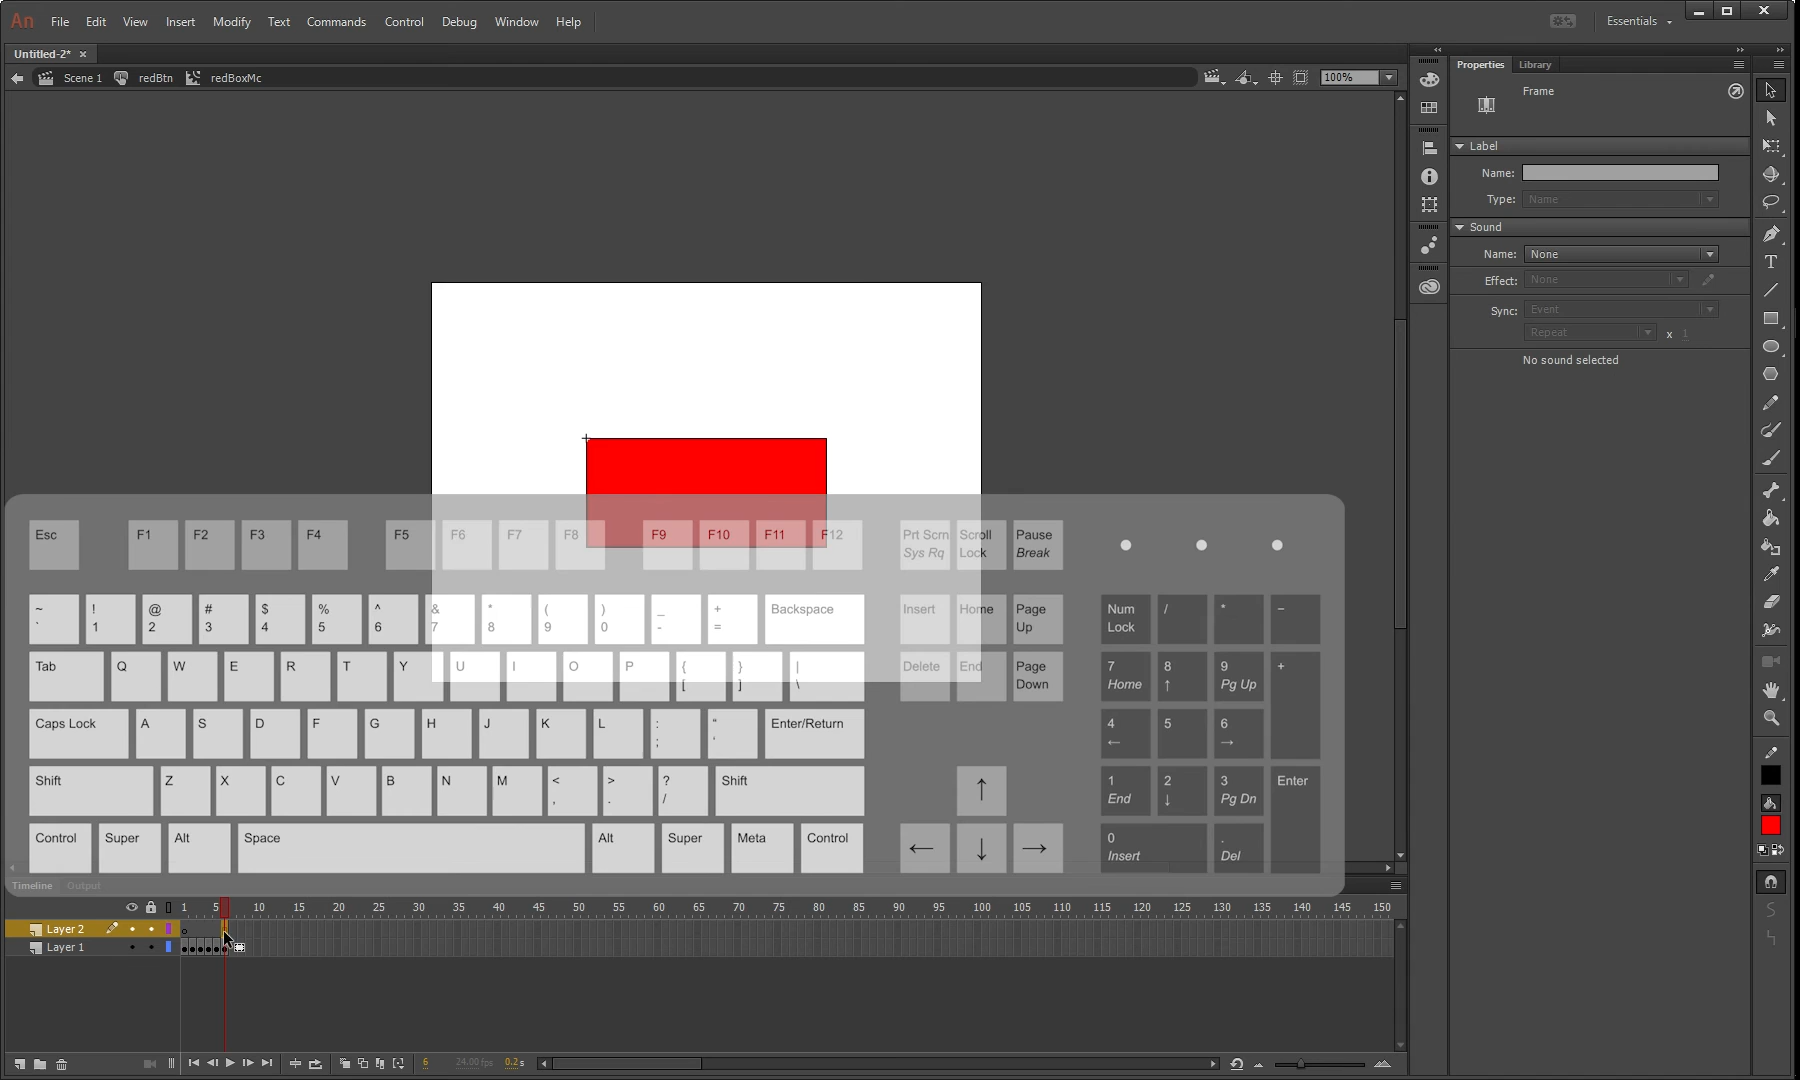 An File Edit View Insert Modify Text Commands Control Debug Window Help Essentials
Untitled-2* ×
Scene 1 redBtn redBoxMc 100%
Properties Library
Frame
Label
Name:
Type: Name
Sound
Name: None
Effect: None
Sync: Event
Repeat x 1
No sound selected
Esc F1 F2 F3 F4 F5 F6 F7 F8 F9 F10 F11 F12 Prt Scrn Scroll Pause
Sys Rq Lock Break
~ ! @ # $ % ^ & * ( ) _ + Backspace Insert Home Page Num / * −
` 1 2 3 4 5 6 7 8 9 0 - = Up Lock
Tab Q W E R T Y U I O P { } | Delete End Page 7 8 9 +
[ ] \ Down Home ↑ Pg Up
Caps Lock A S D F G H J K L : " Enter/Return 4 5 6
; ' ← →
Shift Z X C V B N M < > ? Shift ↑ 1 2 3 Enter
, . / End ↓ Pg Dn
Control Super Alt Space Alt Super Meta Control ← ↓ → 0 .
Insert Del
Timeline Output
1 5 10 15 20 25 30 35 40 45 50 55 60 65 70 75 80 85 90 95 100 105 110 115 120 125 130 135 140 145 150
Layer 2
Layer 1
6 24.00 fps 0.2 s